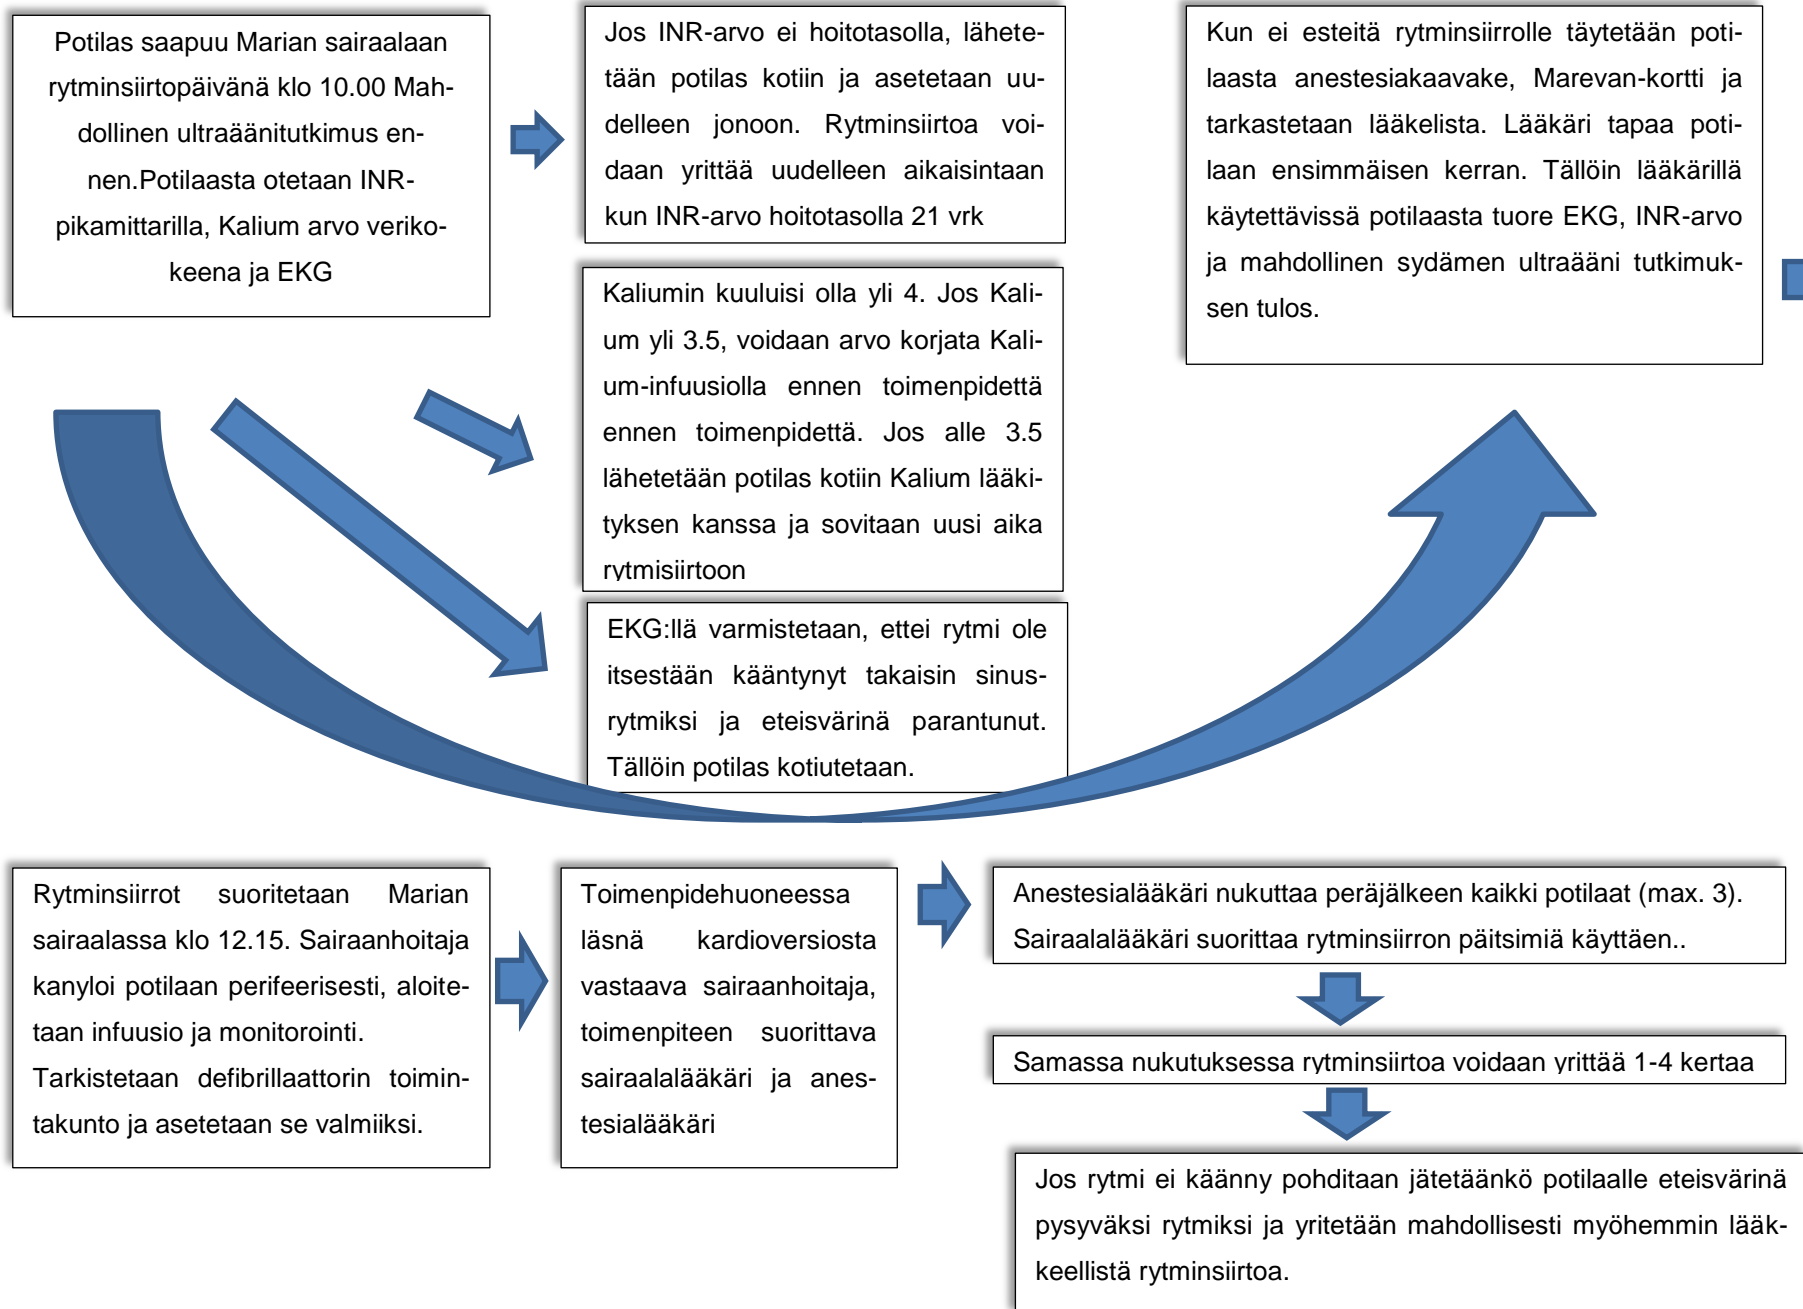 Potilas saapuu Marian sairaalaan
rytminsiirtopäivänä klo 10.00 Mah-
dollinen ultraäänitutkimus en-
nen.Potilaasta otetaan INR-
pikamittarilla, Kalium arvo veriko-
keena ja EKG
Jos INR-arvo ei hoitotasolla, lähete-
tään potilas kotiin ja asetetaan uu-
delleen jonoon. Rytminsiirtoa voi-
daan yrittää uudelleen aikaisintaan
kun INR-arvo hoitotasolla 21 vrk
Kaliumin kuuluisi olla yli 4. Jos Kali-
um yli 3.5, voidaan arvo korjata Kali-
um-infuusiolla ennen toimenpidettä
ennen toimenpidettä. Jos alle 3.5
lähetetään potilas kotiin Kalium lääki-
tyksen kanssa ja sovitaan uusi aika
rytmisiirtoon
EKG:llä varmistetaan, ettei rytmi ole
itsestään kääntynyt takaisin sinus-
rytmiksi ja eteisvärinä parantunut.
Tällöin potilas kotiutetaan.
Kun ei esteitä rytminsiirrolle täytetään poti-
laasta anestesiakaavake, Marevan-kortti ja
tarkastetaan lääkelista. Lääkäri tapaa poti-
laan ensimmäisen kerran. Tällöin lääkärillä
käytettävissä potilaasta tuore EKG, INR-arvo
ja mahdollinen sydämen ultraääni tutkimuk-
sen tulos.
Rytminsiirrot suoritetaan Marian
sairaalassa klo 12.15. Sairaanhoitaja
kanyloi potilaan perifeerisesti, aloite-
taan infuusio ja monitorointi.
Tarkistetaan defibrillaattorin toimin-
takunto ja asetetaan se valmiiksi.
Toimenpidehuoneessa
läsnä kardioversiosta
vastaava sairaanhoitaja,
toimenpiteen suorittava
sairaalalääkäri ja anes-
tesialääkäri
Anestesialääkäri nukuttaa peräjälkeen kaikki potilaat (max. 3).
Sairaalalääkäri suorittaa rytminsiirron päitsimiä käyttäen..
Samassa nukutuksessa rytminsiirtoa voidaan yrittää 1-4 kertaa
Jos rytmi ei käänny pohditaan jätetäänkö potilaalle eteisvärinä
pysyväksi rytmiksi ja yritetään mahdollisesti myöhemmin lääk-
keellistä rytminsiirtoa.